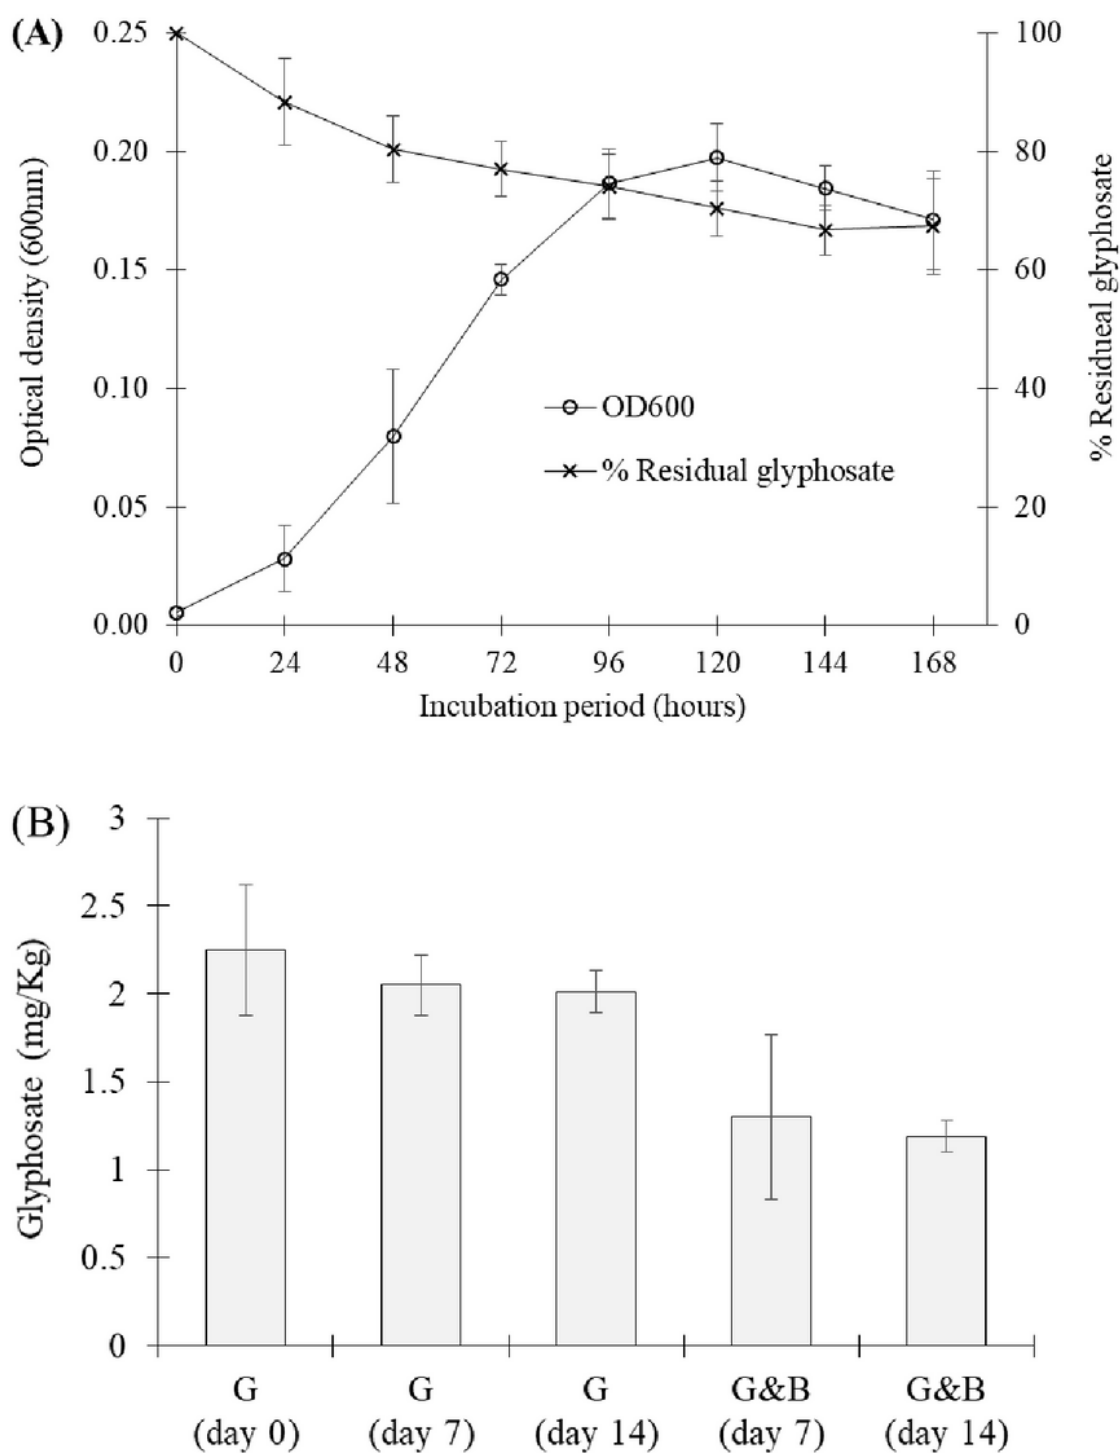 (A)
0.25
0.20
0.15
0.10
0.05
0.00
Optical density (600nm)
100
80
60
40
20
0
% Residueal glyphosate
OD600
% Residual glyphosate
0 24 48 72 96 120 144 168
Incubation period (hours)
(B)
3
2.5
2
1.5
1
0.5
0
Glyphosate (mg/Kg)
G G G G&B G&B
(day 0) (day 7) (day 14) (day 7) (day 14)